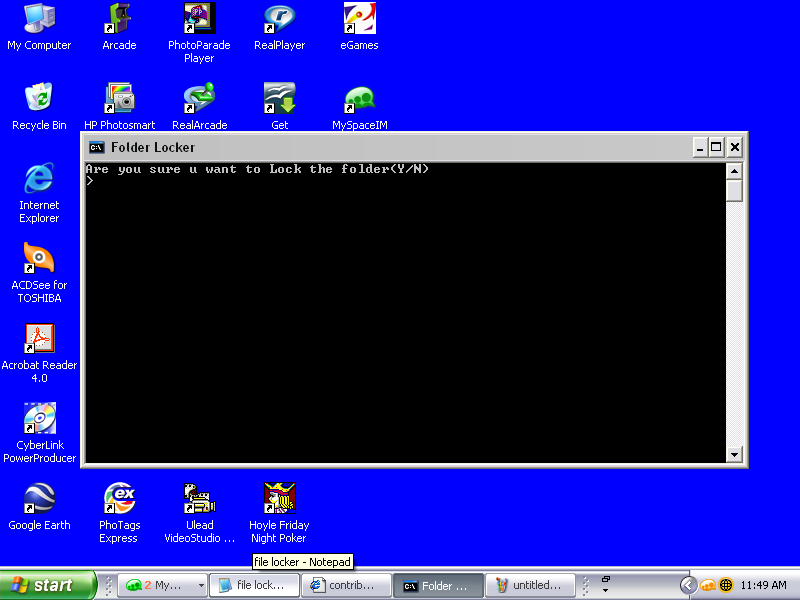 My Computer
Arcade
PhotoParade
Player
RealPlayer
eGames
Recycle Bin
HP Photosmart
RealArcade
Get
MySpaceIM
Folder Locker
Are you sure u want to Lock the folder(Y/N)
>
Internet
Explorer
ACDSee for
TOSHIBA
Acrobat Reader
4.0
CyberLink
PowerProducer
Google Earth
PhoTags
Express
Ulead
VideoStudio ...
Hoyle Friday
Night Poker
file locker - Notepad
start
2 My...
file lock...
contrib...
Folder ...
untitled...
11:49 AM